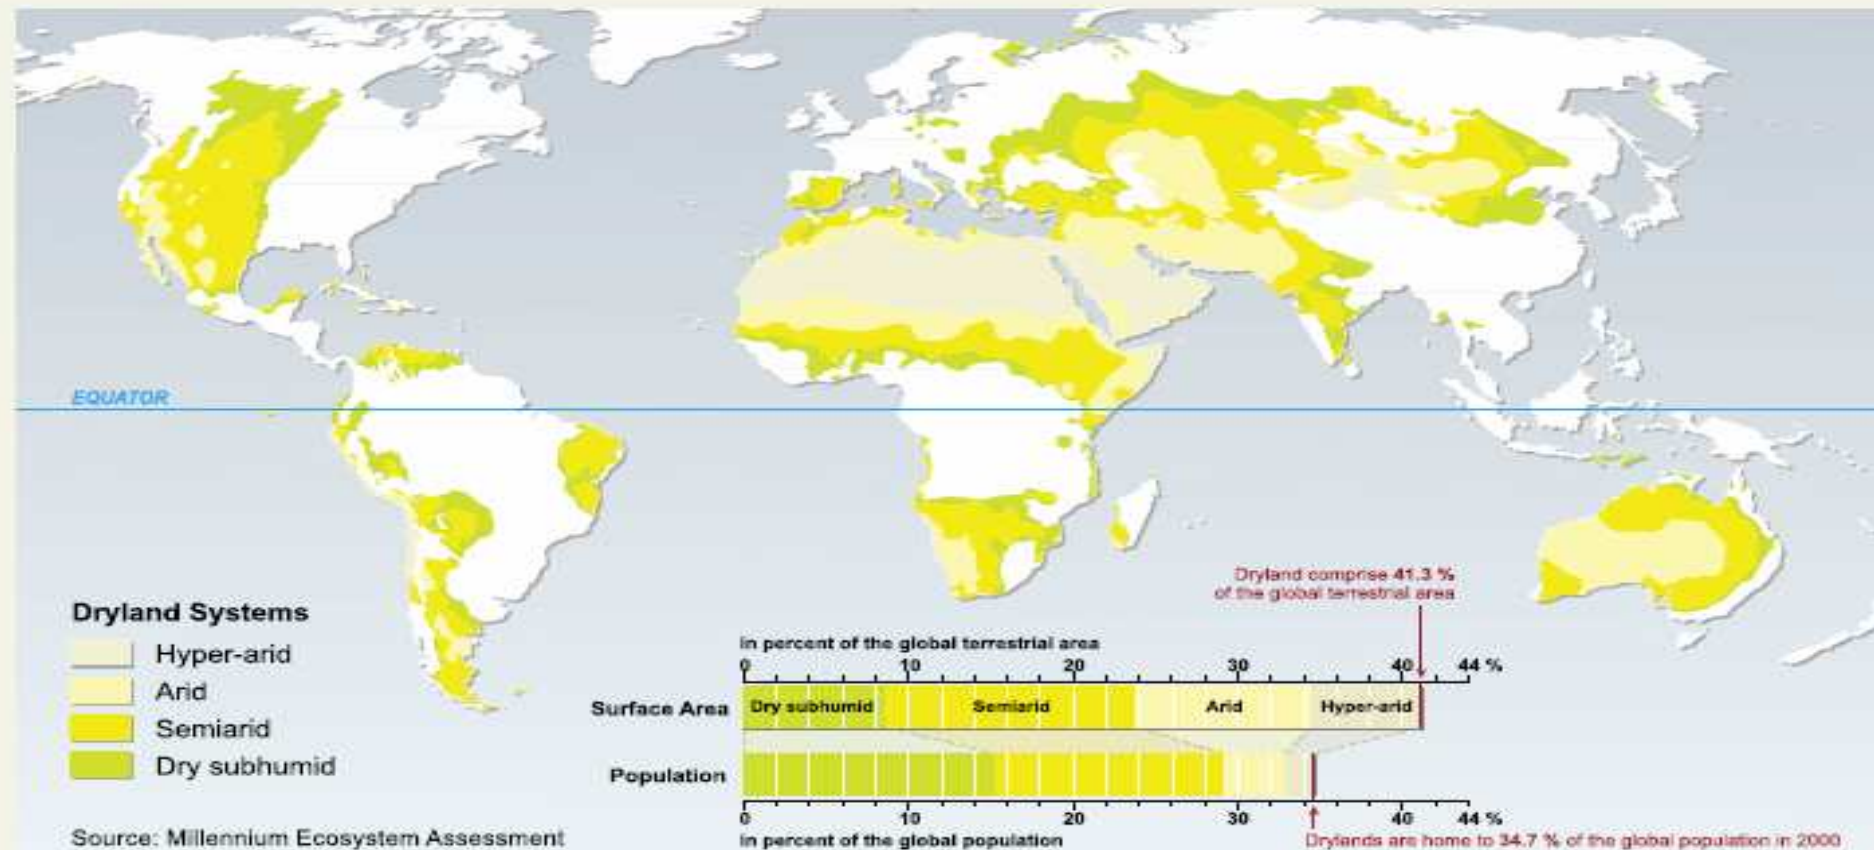 EQUATOR
Dryland Systems
Hyper-arid
Arid
Semiarid
Dry subhumid
Source: Millennium Ecosystem Assessment
Dryland comprise 41.3 %
of the global terrestrial area
In percent of the global terrestrial area
0 10 20 30 40 44 %
Surface Area Dry subhumid Semiarid Arid Hyper-arid
Population
0 10 20 30 40 44 %
In percent of the global population
Drylands are home to 34.7 % of the global population in 2000